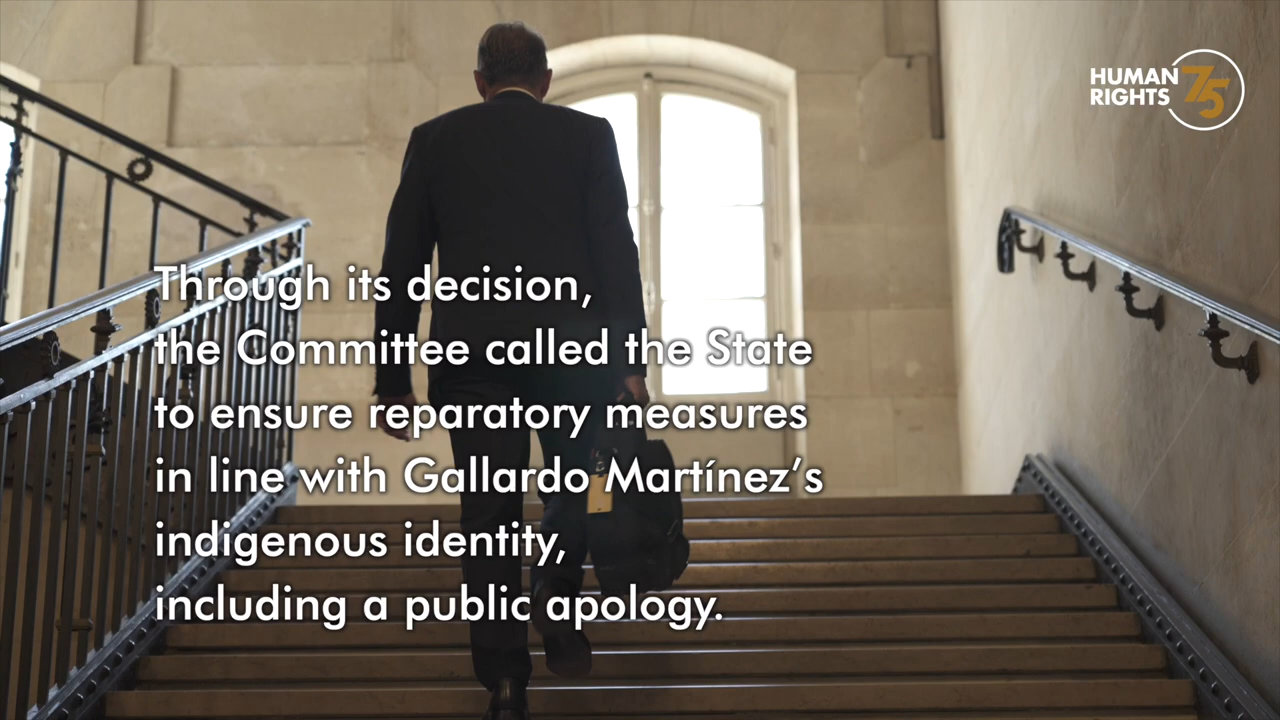 HUMAN
RIGHTS 75
Through its decision,
the Committee called the State
to ensure reparatory measures
in line with Gallardo Martínez’s
indigenous identity,
including a public apology.